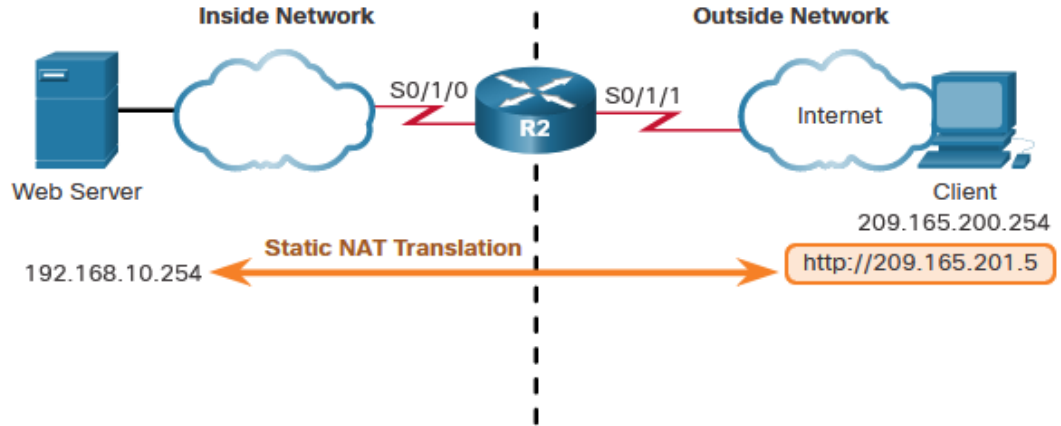 Inside Network
Outside Network
S0/1/0
S0/1/1
R2
Internet
Web Server
Client
209.165.200.254
Static NAT Translation
192.168.10.254
http://209.165.201.5